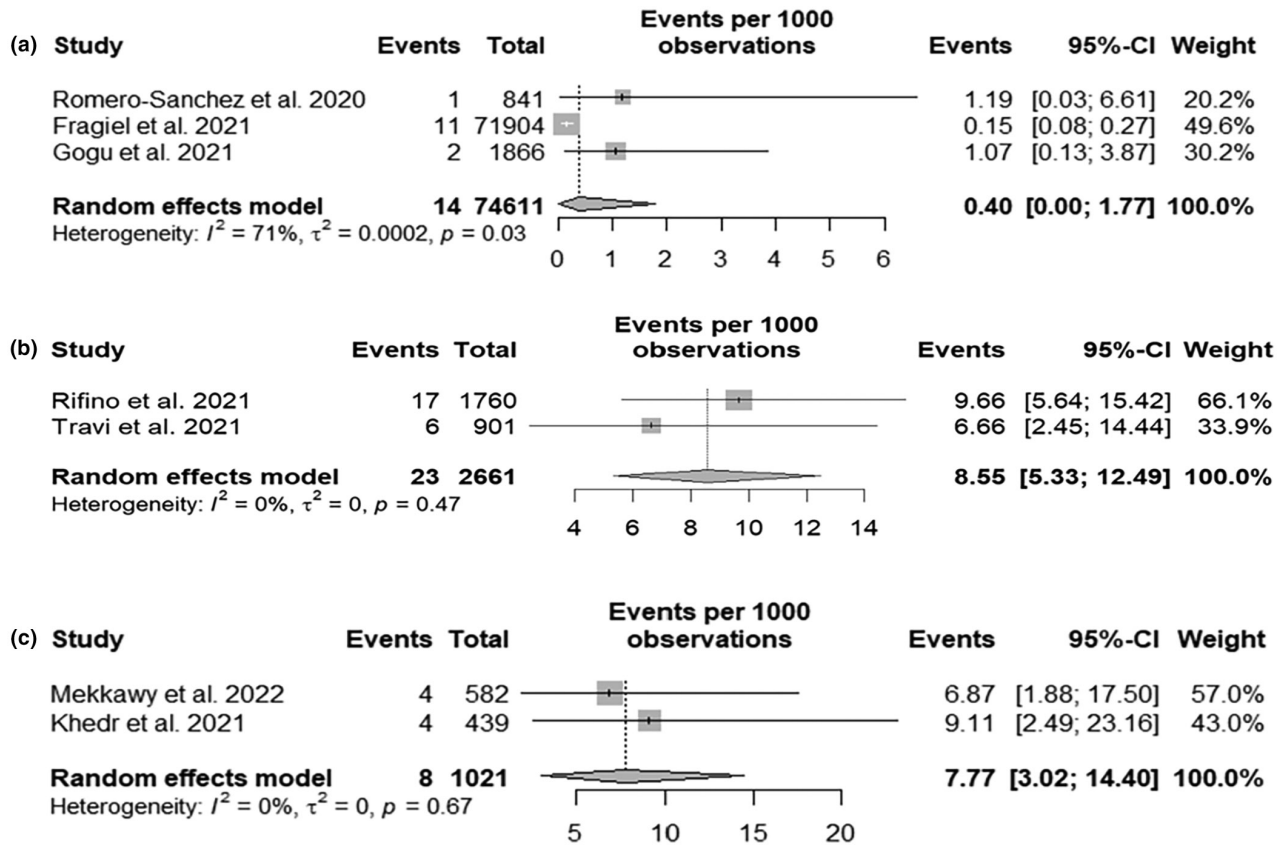 Events per 1000
(a) Study Events Total observations Events 95%-CI Weight
Romero-Sanchez et al. 2020 1 841 1.19 [0.03; 6.61] 20.2%
Fragiel et al. 2021 11 71904 0.15 [0.08; 0.27] 49.6%
Gogu et al. 2021 2 1866 1.07 [0.13; 3.87] 30.2%
Random effects model 14 74611 0.40 [0.00; 1.77] 100.0%
Heterogeneity: I² = 71%, τ² = 0.0002, p = 0.03
0 1 2 3 4 5 6
Events per 1000
(b) Study Events Total observations Events 95%-CI Weight
Rifino et al. 2021 17 1760 9.66 [5.64; 15.42] 66.1%
Travi et al. 2021 6 901 6.66 [2.45; 14.44] 33.9%
Random effects model 23 2661 8.55 [5.33; 12.49] 100.0%
Heterogeneity: I² = 0%, τ² = 0, p = 0.47
4 6 8 10 12 14
Events per 1000
(c) Study Events Total observations Events 95%-CI Weight
Mekkawy et al. 2022 4 582 6.87 [1.88; 17.50] 57.0%
Khedr et al. 2021 4 439 9.11 [2.49; 23.16] 43.0%
Random effects model 8 1021 7.77 [3.02; 14.40] 100.0%
Heterogeneity: I² = 0%, τ² = 0, p = 0.67
5 10 15 20